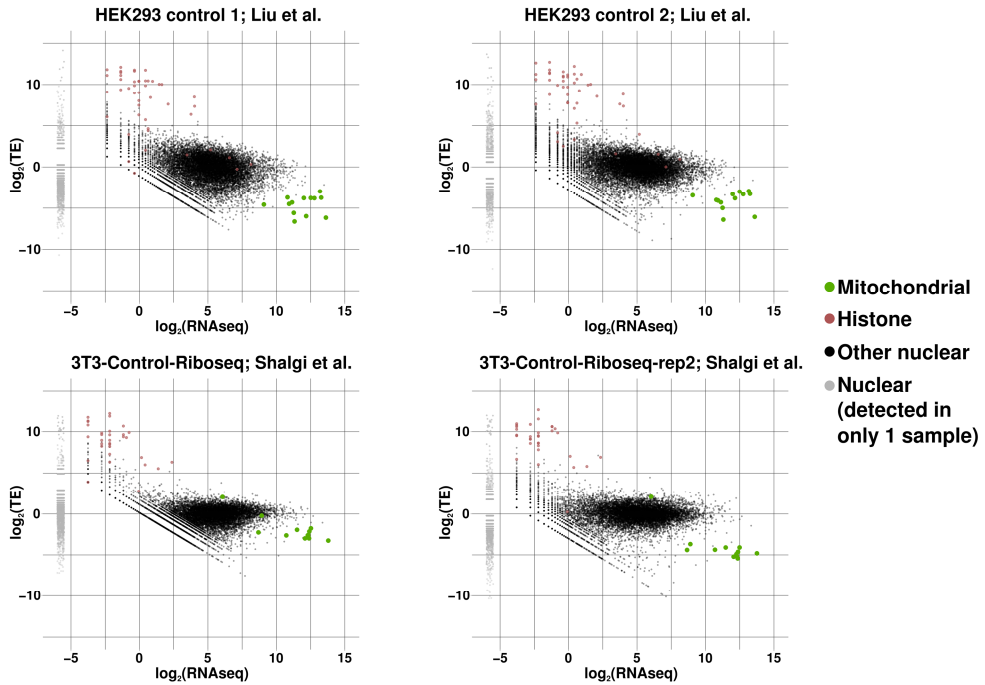 HEK293 control 1; Liu et al.
HEK293 control 2; Liu et al.
10
0
−10
log₂(TE)
−5 0 5 10 15
log₂(RNAseq)
10
0
−10
log₂(TE)
−5 0 5 10 15
log₂(RNAseq)
3T3-Control-Riboseq; Shalgi et al.
3T3-Control-Riboseq-rep2; Shalgi et al.
10
0
−10
log₂(TE)
−5 0 5 10 15
log₂(RNAseq)
10
0
−10
log₂(TE)
−5 0 5 10 15
log₂(RNAseq)
Mitochondrial
Histone
Other nuclear
Nuclear
(detected in
only 1 sample)